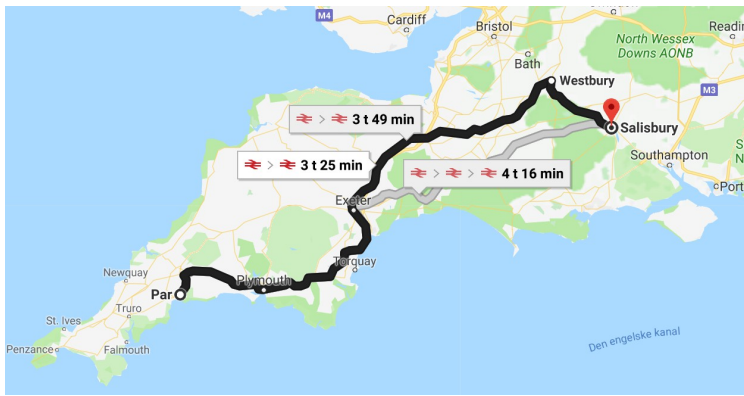 M4
Cardiff
Bristol
Readi
North Wessex
Downs AONB
Bath
Westbury
M3
> 3 t 49 min
Salisbury
Southampton
S
N
> 3 t 25 min
> > 4 t 16 min
Port
Exeter
Torquay
Newquay
Plymouth
Par
Truro
St. Ives
Penzance
Falmouth
Den engelske kanal